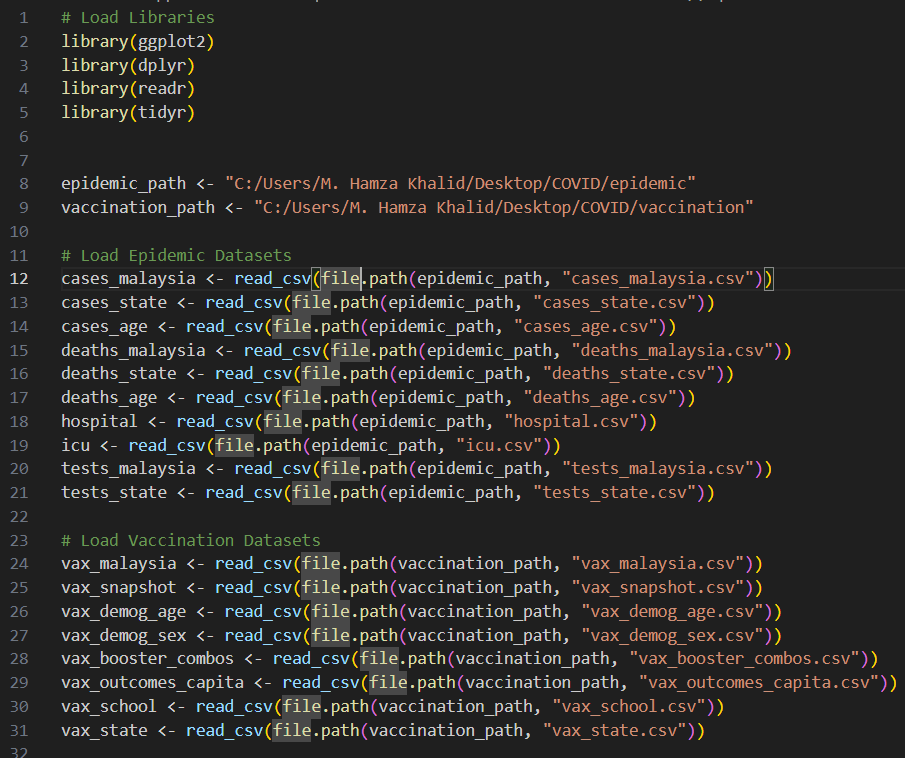 1 # Load Libraries
2 library(ggplot2)
3 library(dplyr)
4 library(readr)
5 library(tidyr)
6
7
8 epidemic_path <- "C:/Users/M. Hamza Khalid/Desktop/COVID/epidemic"
9 vaccination_path <- "C:/Users/M. Hamza Khalid/Desktop/COVID/vaccination"
10
11 # Load Epidemic Datasets
12 cases_malaysia <- read_csv(file.path(epidemic_path, "cases_malaysia.csv"))
13 cases_state <- read_csv(file.path(epidemic_path, "cases_state.csv"))
14 cases_age <- read_csv(file.path(epidemic_path, "cases_age.csv"))
15 deaths_malaysia <- read_csv(file.path(epidemic_path, "deaths_malaysia.csv"))
16 deaths_state <- read_csv(file.path(epidemic_path, "deaths_state.csv"))
17 deaths_age <- read_csv(file.path(epidemic_path, "deaths_age.csv"))
18 hospital <- read_csv(file.path(epidemic_path, "hospital.csv"))
19 icu <- read_csv(file.path(epidemic_path, "icu.csv"))
20 tests_malaysia <- read_csv(file.path(epidemic_path, "tests_malaysia.csv"))
21 tests_state <- read_csv(file.path(epidemic_path, "tests_state.csv"))
22
23 # Load Vaccination Datasets
24 vax_malaysia <- read_csv(file.path(vaccination_path, "vax_malaysia.csv"))
25 vax_snapshot <- read_csv(file.path(vaccination_path, "vax_snapshot.csv"))
26 vax_demog_age <- read_csv(file.path(vaccination_path, "vax_demog_age.csv"))
27 vax_demog_sex <- read_csv(file.path(vaccination_path, "vax_demog_sex.csv"))
28 vax_booster_combos <- read_csv(file.path(vaccination_path, "vax_booster_combos.csv"))
29 vax_outcomes_capita <- read_csv(file.path(vaccination_path, "vax_outcomes_capita.csv"))
30 vax_school <- read_csv(file.path(vaccination_path, "vax_school.csv"))
31 vax_state <- read_csv(file.path(vaccination_path, "vax_state.csv"))
32